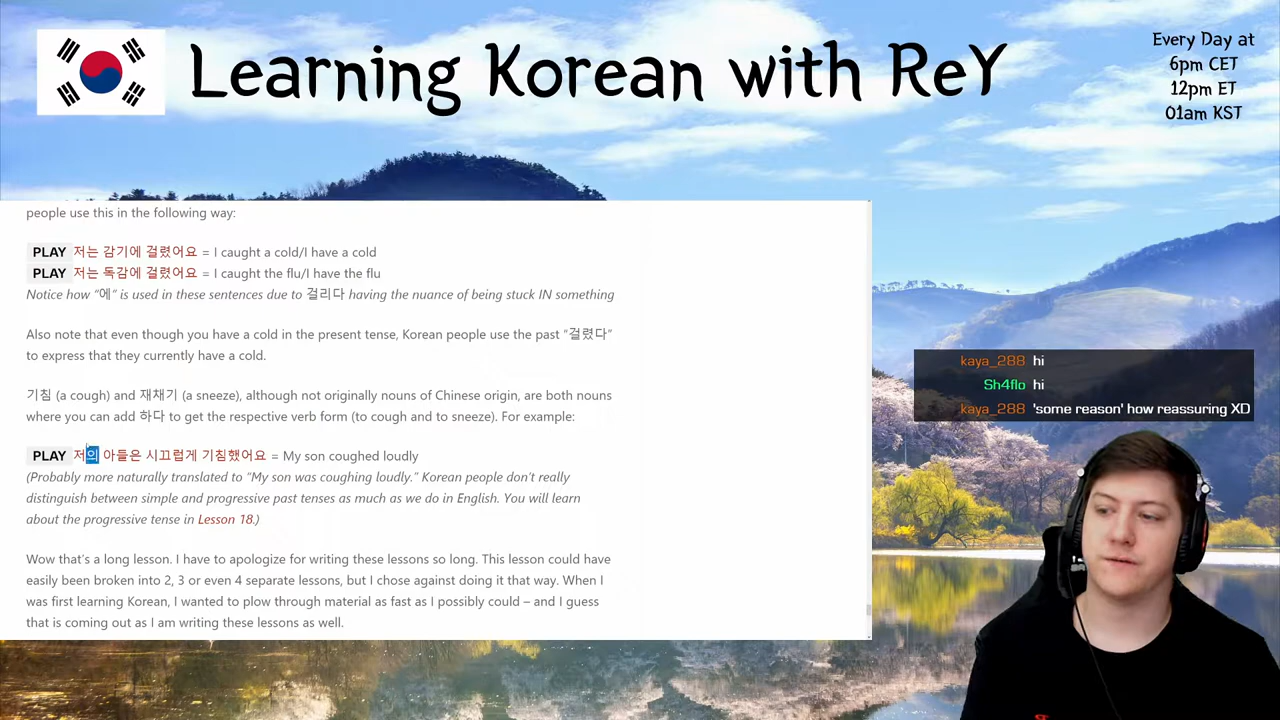 Learning Korean with ReY
Every Day at
6pm CET
12pm ET
01am KST
people use this in the following way:
PLAY 저는 감기에 걸렸어요 = I caught a cold/I have a cold
PLAY 저는 독감에 걸렸어요 = I caught the flu/I have the flu
Notice how “에” is used in these sentences due to 걸리다 having the nuance of being stuck IN something
Also note that even though you have a cold in the present tense, Korean people use the past “걸렸다”
to express that they currently have a cold.
기침 (a cough) and 재채기 (a sneeze), although not originally nouns of Chinese origin, are both nouns
where you can add 하다 to get the respective verb form (to cough and to sneeze). For example:
PLAY 저의 아들은 시끄럽게 기침했어요 = My son coughed loudly
(Probably more naturally translated to “My son was coughing loudly.” Korean people don’t really
distinguish between simple and progressive past tenses as much as we do in English. You will learn
about the progressive tense in Lesson 18.)
Wow that’s a long lesson. I have to apologize for writing these lessons so long. This lesson could have
easily been broken into 2, 3 or even 4 separate lessons, but I chose against doing it that way. When I
was first learning Korean, I wanted to plow through material as fast as I possibly could – and I guess
that is coming out as I am writing these lessons as well.
kaya_288 hi
Sh4flo hi
kaya_288 'some reason' how reassuring XD